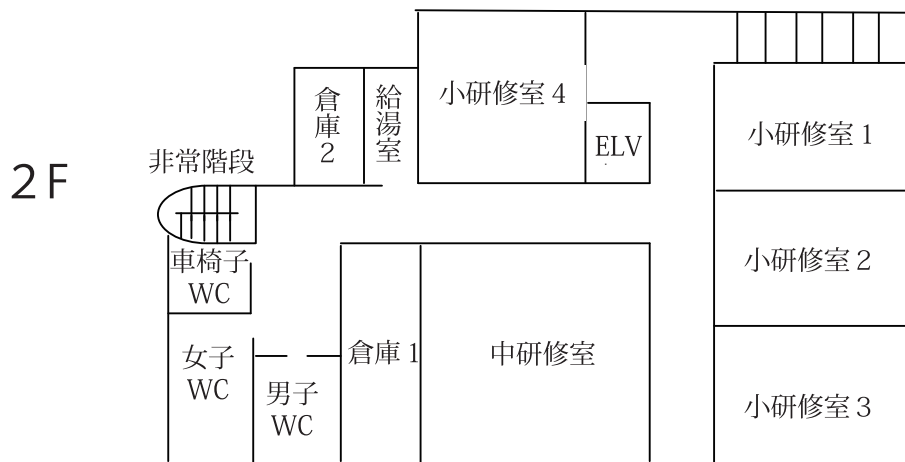 2F
非常階段
倉庫2
給湯室
小研修室4
ELV
小研修室1
小研修室2
小研修室3
車椅子
WC
女子
WC
男子
WC
倉庫1
中研修室